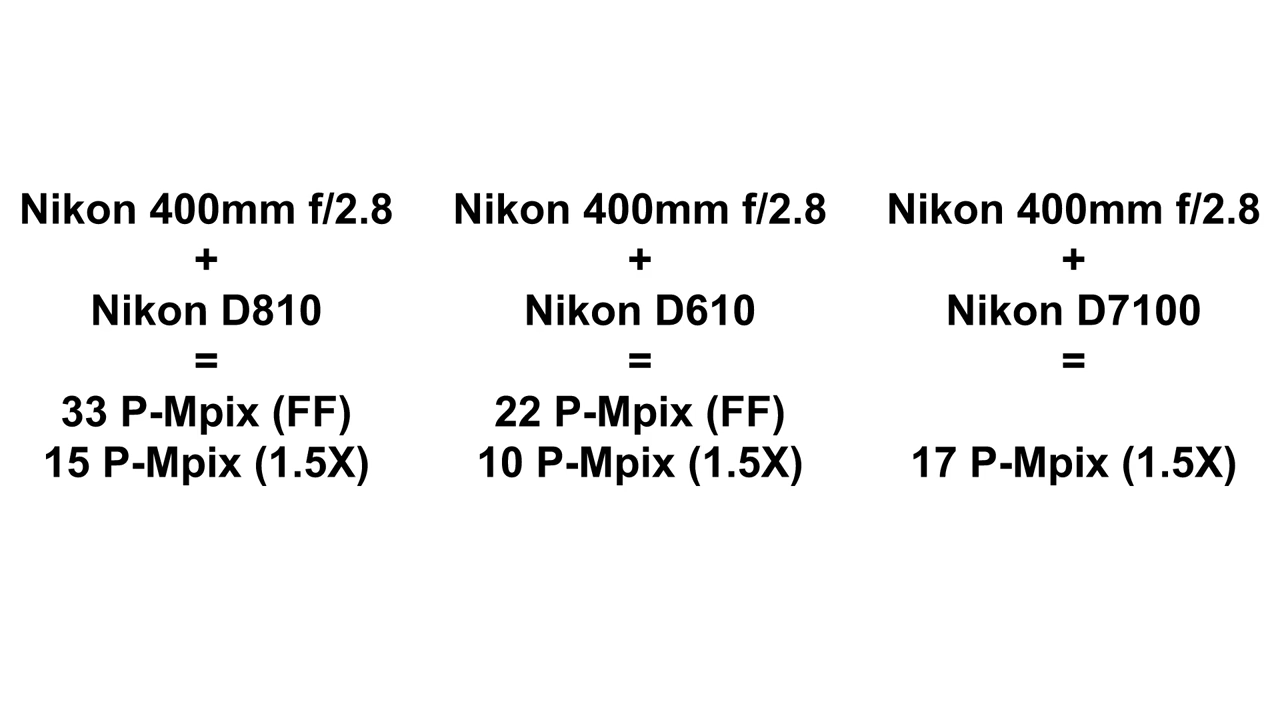 Nikon 400mm f/2.8
+
Nikon D810
=
33 P-Mpix (FF)
15 P-Mpix (1.5X)
Nikon 400mm f/2.8
+
Nikon D610
=
22 P-Mpix (FF)
10 P-Mpix (1.5X)
Nikon 400mm f/2.8
+
Nikon D7100
=
17 P-Mpix (1.5X)